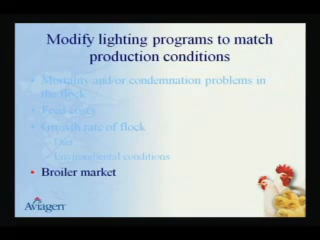 Modify lighting programs to match
production conditions
• Mortality and/or condemnation problems in
the flock
• Feed costs
• Growth rate of flock
– Diet
– Environmental conditions
• Broiler market
Aviagen